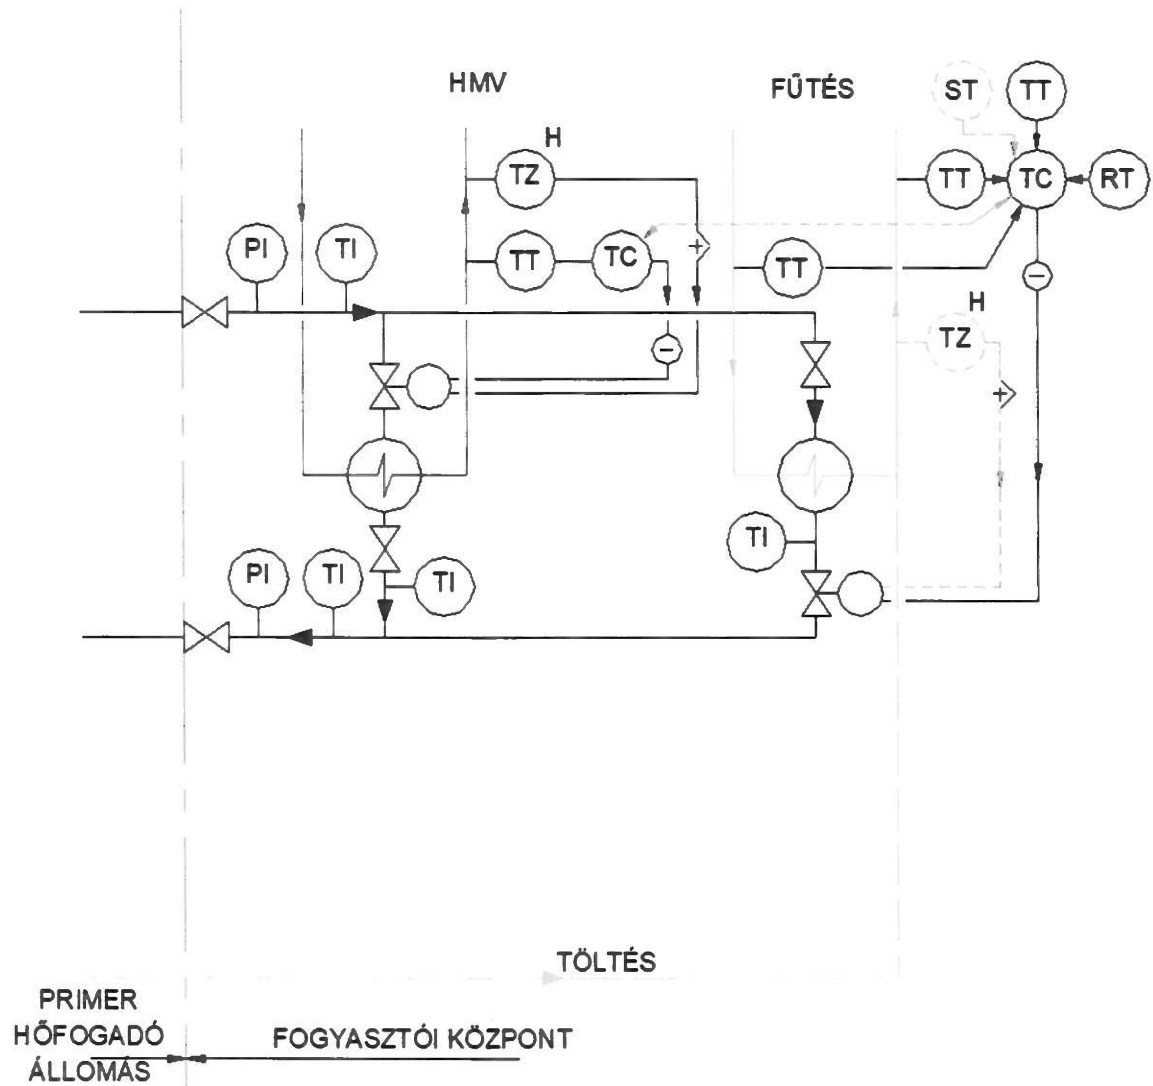 HMV
FŰTÉS
ST
TT
H
TZ
TT
TC
RT
PI
TI
TT
TC
TT
H
TZ
TI
PI
TI
TI
TÖLTÉS
PRIMER
HŐFOGADÓ
ÁLLOMÁS
FOGYASZTÓI KÖZPONT